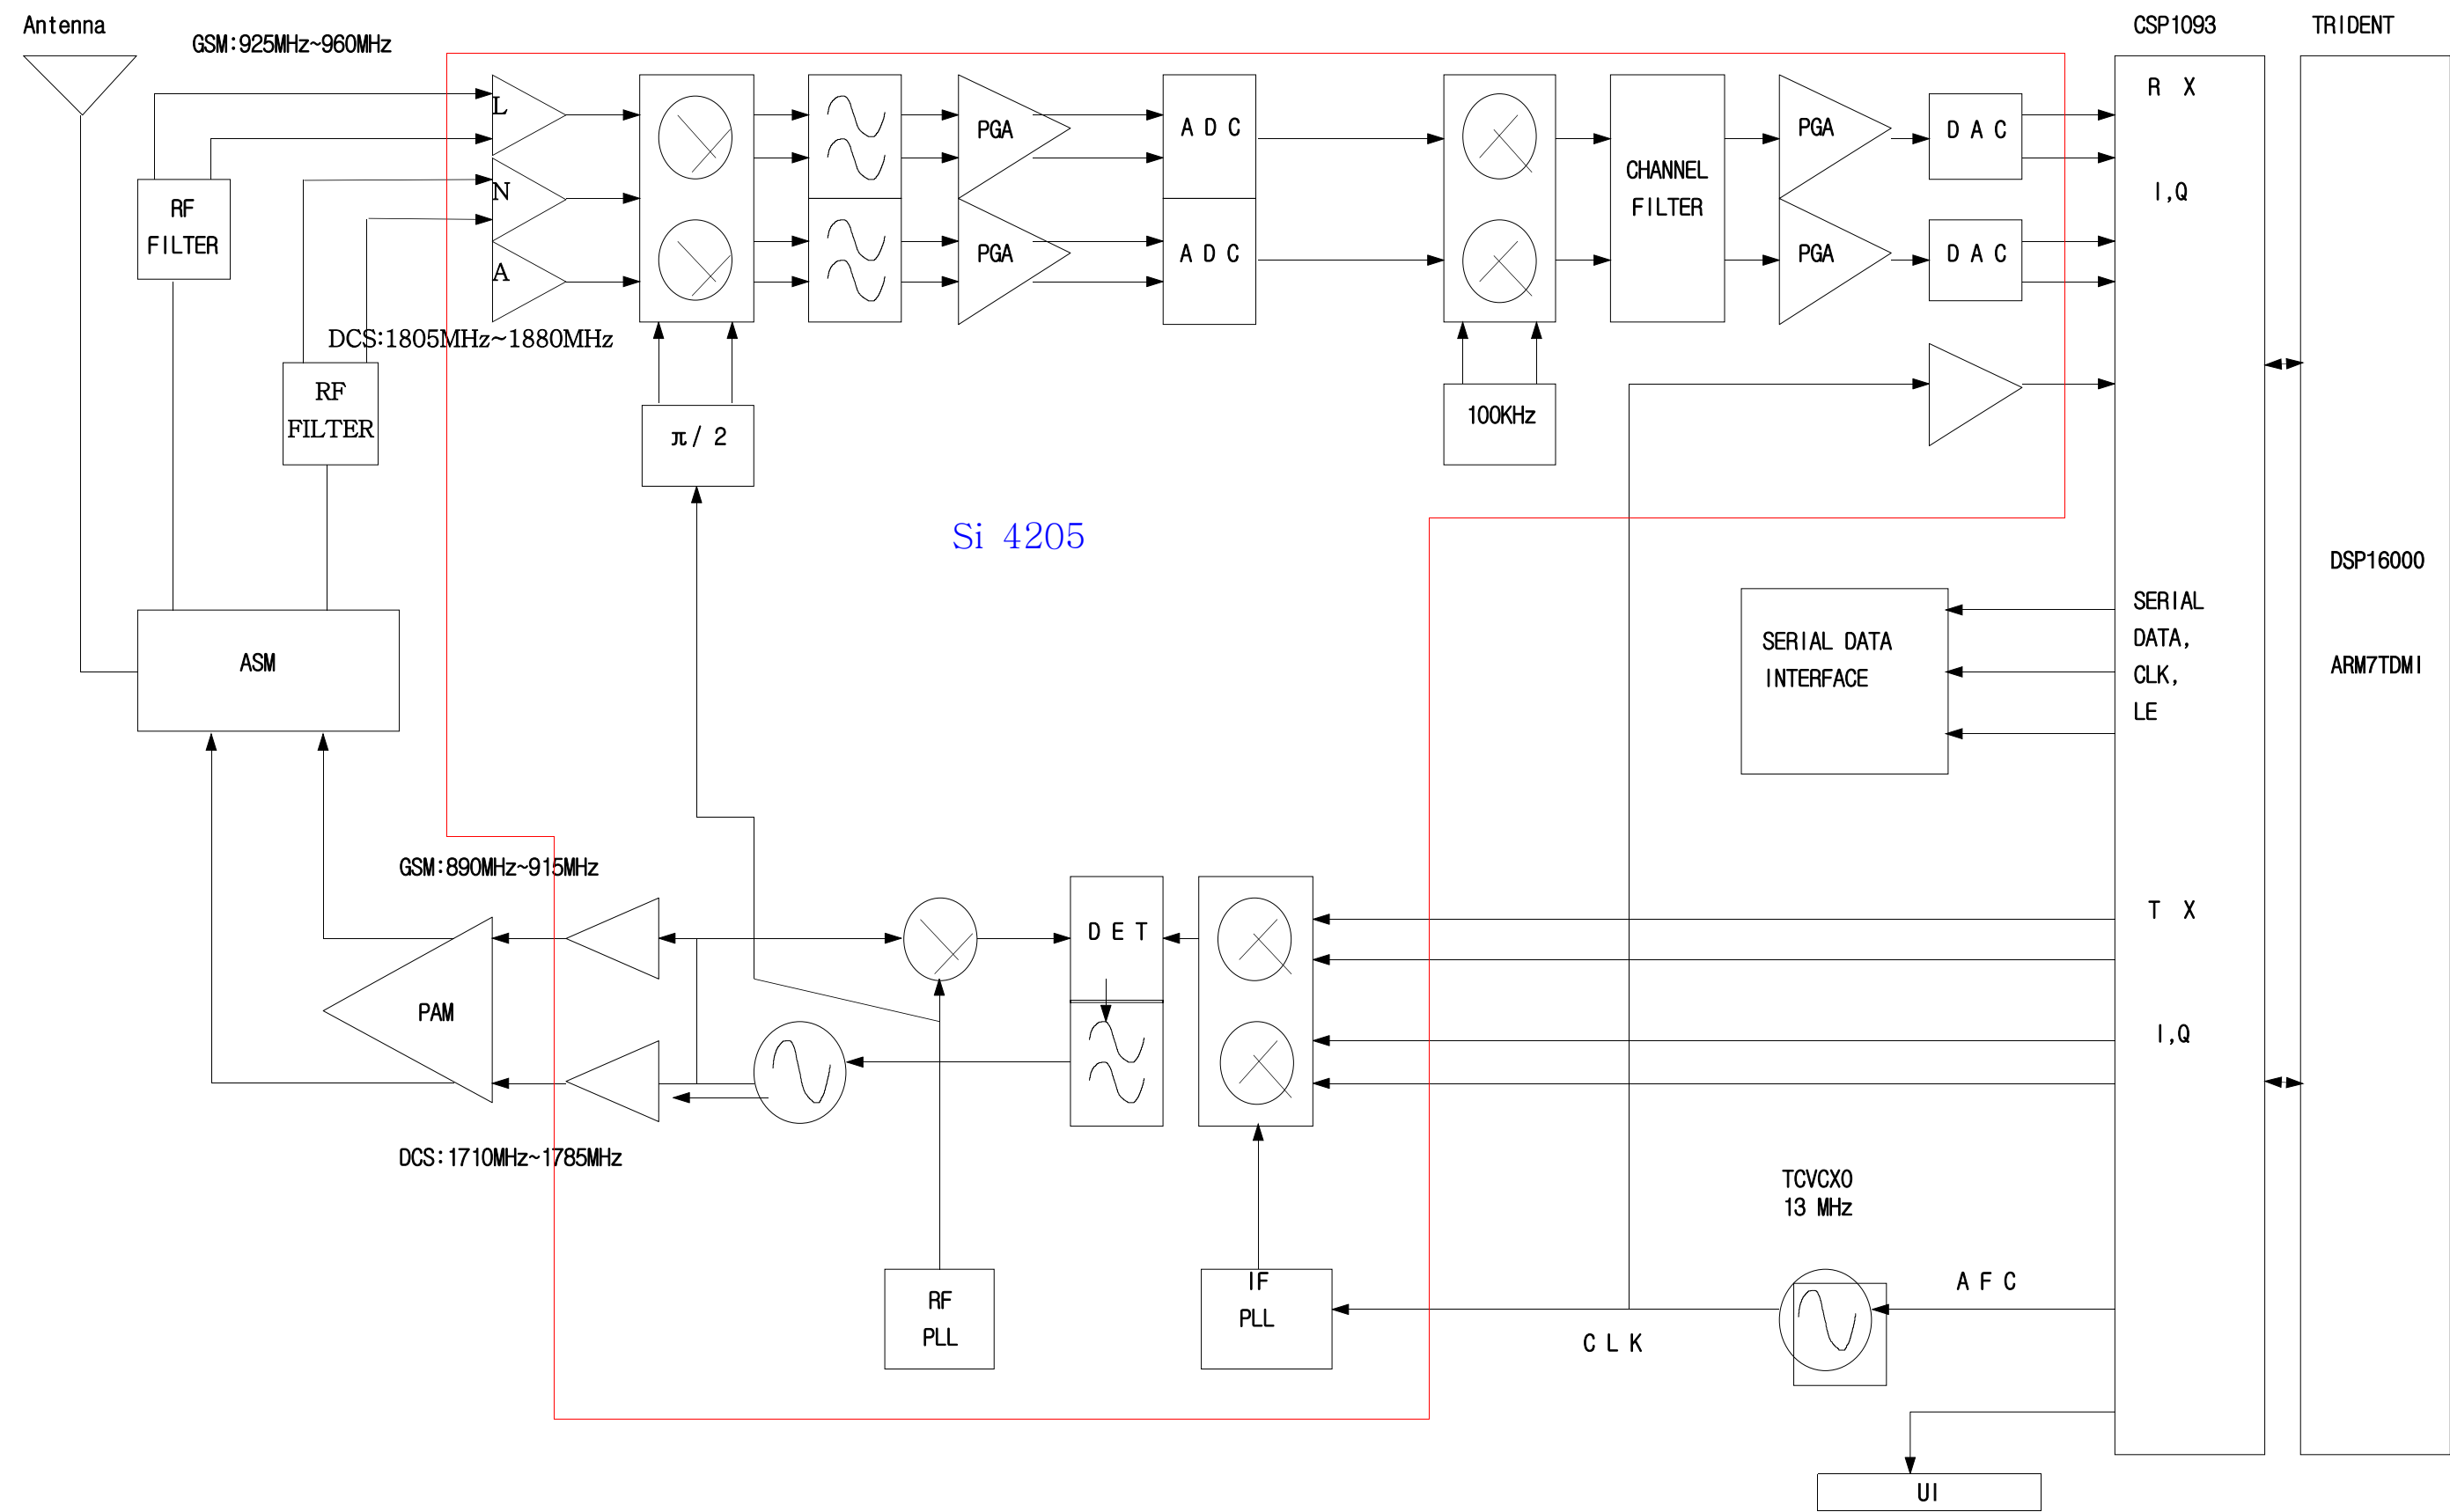 Antenna
GSM:925MHz~960MHz
CSP1093
TRIDENT
L
N
A
PGA
PGA
A D C
A D C
CHANNEL
FILTER
PGA
PGA
D A C
D A C
R X
I,Q
RF
FILTER
DCS:1805MHz~1880MHz
RF
FILTER
π/ 2
100KHz
Si 4205
DSP16000
ARM7TDMI
SERIAL DATA
INTERFACE
SERIAL
DATA,
CLK,
LE
ASM
GSM:890MHz~915MHz
D E T
T X
I,Q
PAM
DCS:1710MHz~1785MHz
TCVCXO
13 MHz
RF
PLL
IF
PLL
C L K
A F C
UI